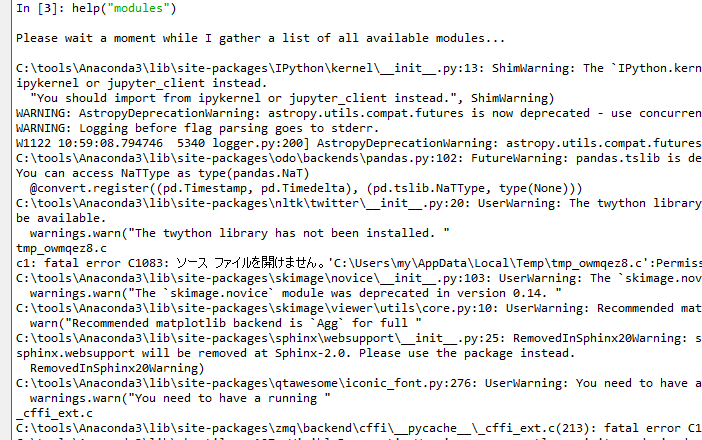 In [3]: help("modules")
Please wait a moment while I gather a list of all available modules...
C:\tools\Anaconda3\lib\site-packages\IPython\kernel\__init__.py:13: ShimWarning: The `IPython.kern
ipykernel or jupyter_client instead.
"You should import from ipykernel or jupyter_client instead.", ShimWarning)
WARNING: AstropyDeprecationWarning: astropy.utils.compat.futures is now deprecated - use concurren
WARNING: Logging before flag parsing goes to stderr.
W1122 10:59:08.794746  5340 logger.py:200] AstropyDeprecationWarning: astropy.utils.compat.futures
C:\tools\Anaconda3\lib\site-packages\odo\backends\pandas.py:102: FutureWarning: pandas.tslib is de
You can access NaTType as type(pandas.NaT)
@convert.register((pd.Timestamp, pd.Timedelta), (pd.tslib.NaTType, type(None)))
C:\tools\Anaconda3\lib\site-packages\nltk\twitter\__init__.py:20: UserWarning: The twython library
be available.
warnings.warn("The twython library has not been installed. "
tmp_owmqez8.c
c1: fatal error C1083: ソース ファイルを開けません。'C:\Users\my\AppData\Local\Temp\tmp_owmqez8.c':Permiss
C:\tools\Anaconda3\lib\site-packages\skimage\novice\__init__.py:103: UserWarning: The `skimage.nov
warnings.warn("The `skimage.novice` module was deprecated in version 0.14. "
C:\tools\Anaconda3\lib\site-packages\skimage\viewer\utils\core.py:10: UserWarning: Recommended mat
warn("Recommended matplotlib backend is `Agg` for full "
C:\tools\Anaconda3\lib\site-packages\sphinx\websupport\__init__.py:25: RemovedInSphinx20Warning: s
sphinx.websupport will be removed at Sphinx-2.0. Please use the package instead.
RemovedInSphinx20Warning)
C:\tools\Anaconda3\lib\site-packages\qtawesome\iconic_font.py:276: UserWarning: You need to have a
warnings.warn("You need to have a running "
_cffi_ext.c
C:\tools\Anaconda3\lib\site-packages\zmq\backend\cffi\__pycache__\_cffi_ext.c(213): fatal error C1